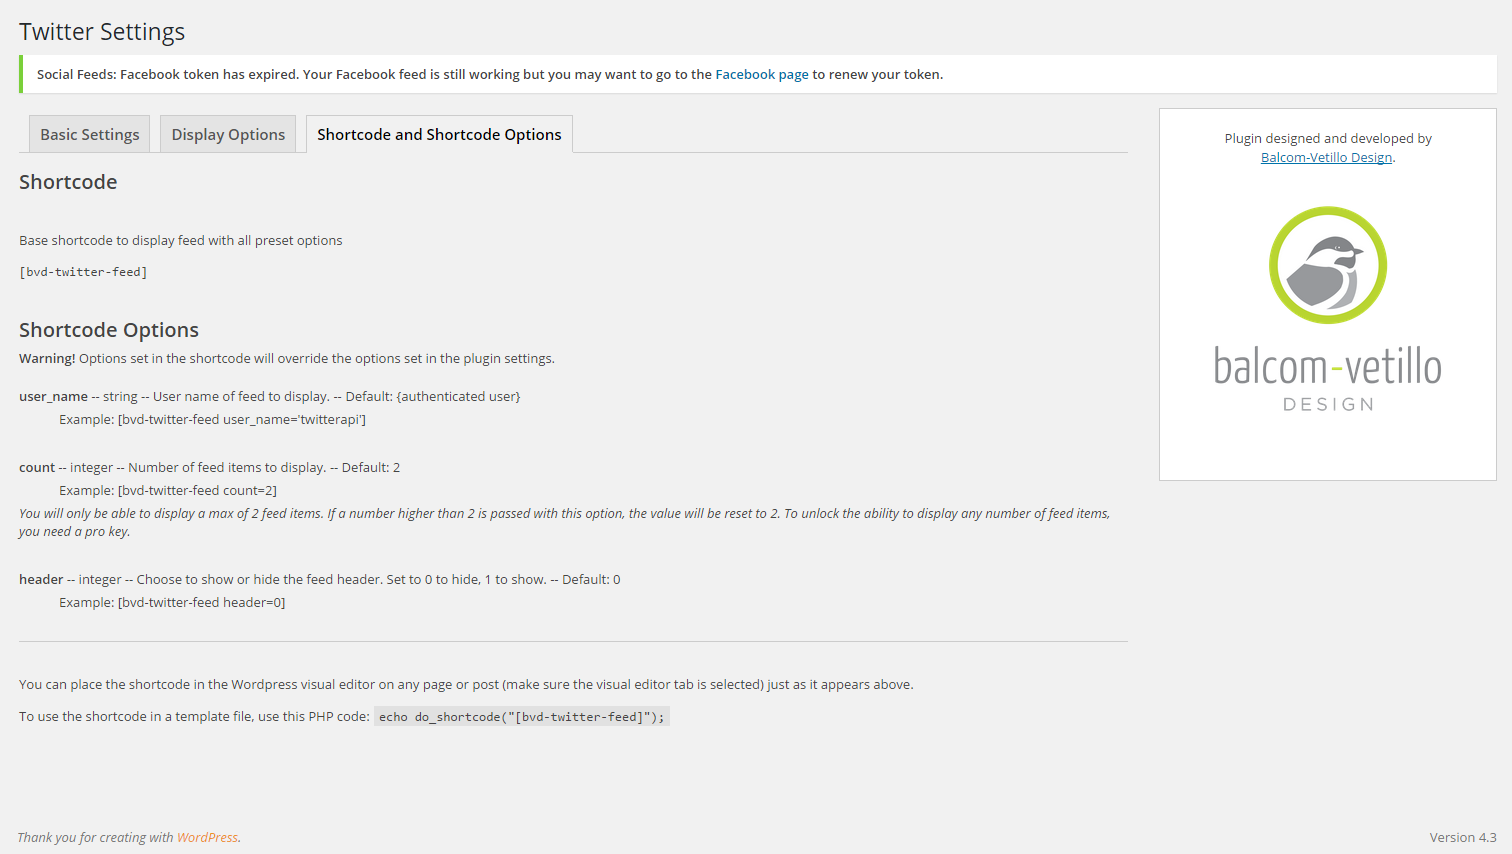 Twitter Settings
Social Feeds: Facebook token has expired. Your Facebook feed is still working but you may want to go to the Facebook page to renew your token.
Basic Settings
Display Options
Shortcode and Shortcode Options
Shortcode
Base shortcode to display feed with all preset options
[bvd-twitter-feed]
Shortcode Options
Warning! Options set in the shortcode will override the options set in the plugin settings.
user_name -- string -- User name of feed to display. -- Default: {authenticated user}
Example: [bvd-twitter-feed user_name='twitterapi']
count -- integer -- Number of feed items to display. -- Default: 2
Example: [bvd-twitter-feed count=2]
You will only be able to display a max of 2 feed items. If a number higher than 2 is passed with this option, the value will be reset to 2. To unlock the ability to display any number of feed items,
you need a pro key.
header -- integer -- Choose to show or hide the feed header. Set to 0 to hide, 1 to show. -- Default: 0
Example: [bvd-twitter-feed header=0]
You can place the shortcode in the Wordpress visual editor on any page or post (make sure the visual editor tab is selected) just as it appears above.
To use the shortcode in a template file, use this PHP code: echo do_shortcode("[bvd-twitter-feed]");
Plugin designed and developed by
Balcom-Vetillo Design.
balcom-vetillo
DESIGN
Thank you for creating with WordPress.
Version 4.3